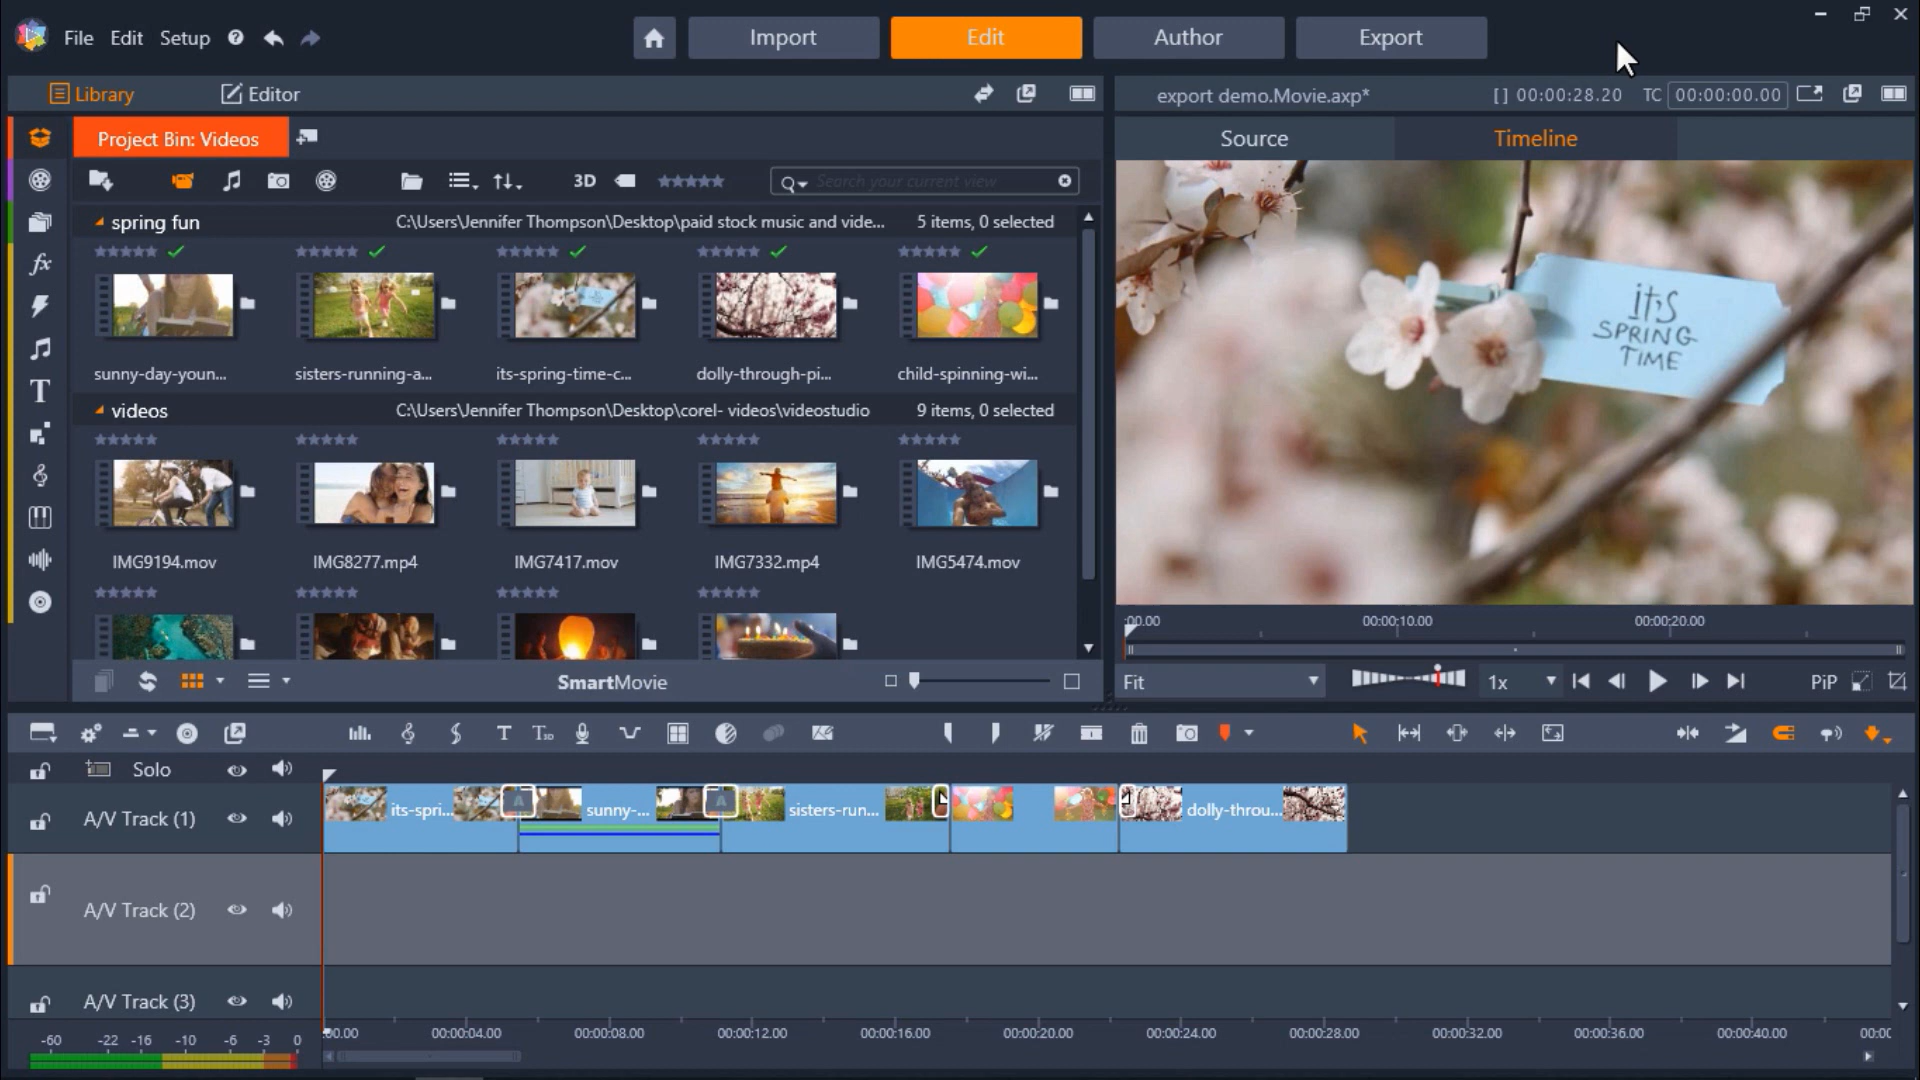 File Edit Setup ?
Import Edit Author Export
Library Editor
export demo.Movie.axp* [] 00:00:28.20 TC 00:00:00.00
Project Bin: Videos
Source Timeline
3D Search your current view
spring fun C:\Users\Jennifer Thompson\Desktop\paid stock music and vide... 5 items, 0 selected
sunny-day-youn... sisters-running-a... its-spring-time-c... dolly-through-pi... child-spinning-wi...
videos C:\Users\Jennifer Thompson\Desktop\corel- videos\videostudio 9 items, 0 selected
IMG9194.mov IMG8277.mp4 IMG7417.mov IMG7332.mp4 IMG5474.mov
IT'S
SPRING
TIME
:00.00 00:00:10.00 00:00:20.00
SmartMovie
Fit 1x PiP
T T3D
Solo
A/V Track (1) its-spri... sunny-... sisters-run... dolly-throu...
A/V Track (2)
A/V Track (3)
-60 -22 -16 -10 -6 -3 0
:00.00 00:00:04.00 00:00:08.00 00:00:12.00 00:00:16.00 00:00:20.00 00:00:24.00 00:00:28.00 00:00:32.00 00:00:36.00 00:00:40.00 00:00